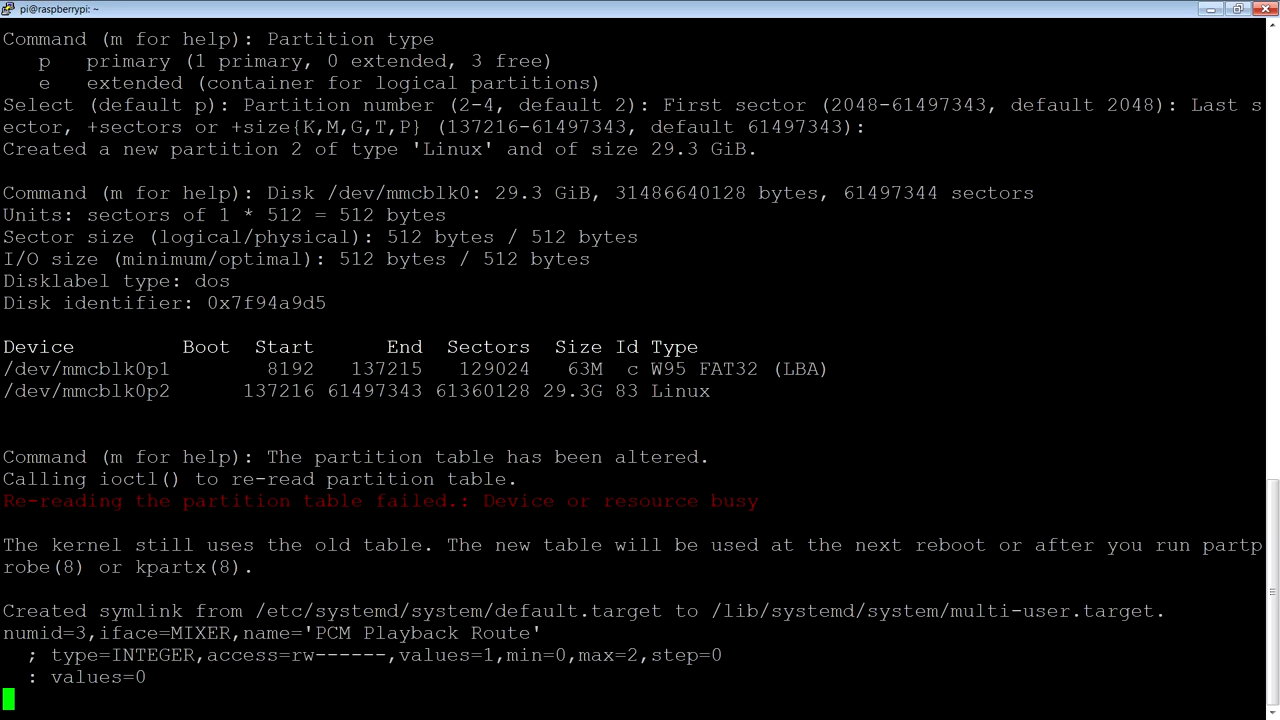 pi@raspberrypi: ~
Command (m for help): Partition type
   p   primary (1 primary, 0 extended, 3 free)
   e   extended (container for logical partitions)
Select (default p): Partition number (2-4, default 2): First sector (2048-61497343, default 2048): Last s
ector, +sectors or +size{K,M,G,T,P} (137216-61497343, default 61497343):
Created a new partition 2 of type 'Linux' and of size 29.3 GiB.

Command (m for help): Disk /dev/mmcblk0: 29.3 GiB, 31486640128 bytes, 61497344 sectors
Units: sectors of 1 * 512 = 512 bytes
Sector size (logical/physical): 512 bytes / 512 bytes
I/O size (minimum/optimal): 512 bytes / 512 bytes
Disklabel type: dos
Disk identifier: 0x7f94a9d5

Device         Boot  Start      End  Sectors  Size Id Type
/dev/mmcblk0p1        8192   137215   129024   63M  c W95 FAT32 (LBA)
/dev/mmcblk0p2      137216 61497343 61360128 29.3G 83 Linux

Command (m for help): The partition table has been altered.
Calling ioctl() to re-read partition table.
Re-reading the partition table failed.: Device or resource busy

The kernel still uses the old table. The new table will be used at the next reboot or after you run partp
robe(8) or kpartx(8).

Created symlink from /etc/systemd/system/default.target to /lib/systemd/system/multi-user.target.
numid=3,iface=MIXER,name='PCM Playback Route'
  ; type=INTEGER,access=rw------,values=1,min=0,max=2,step=0
  : values=0